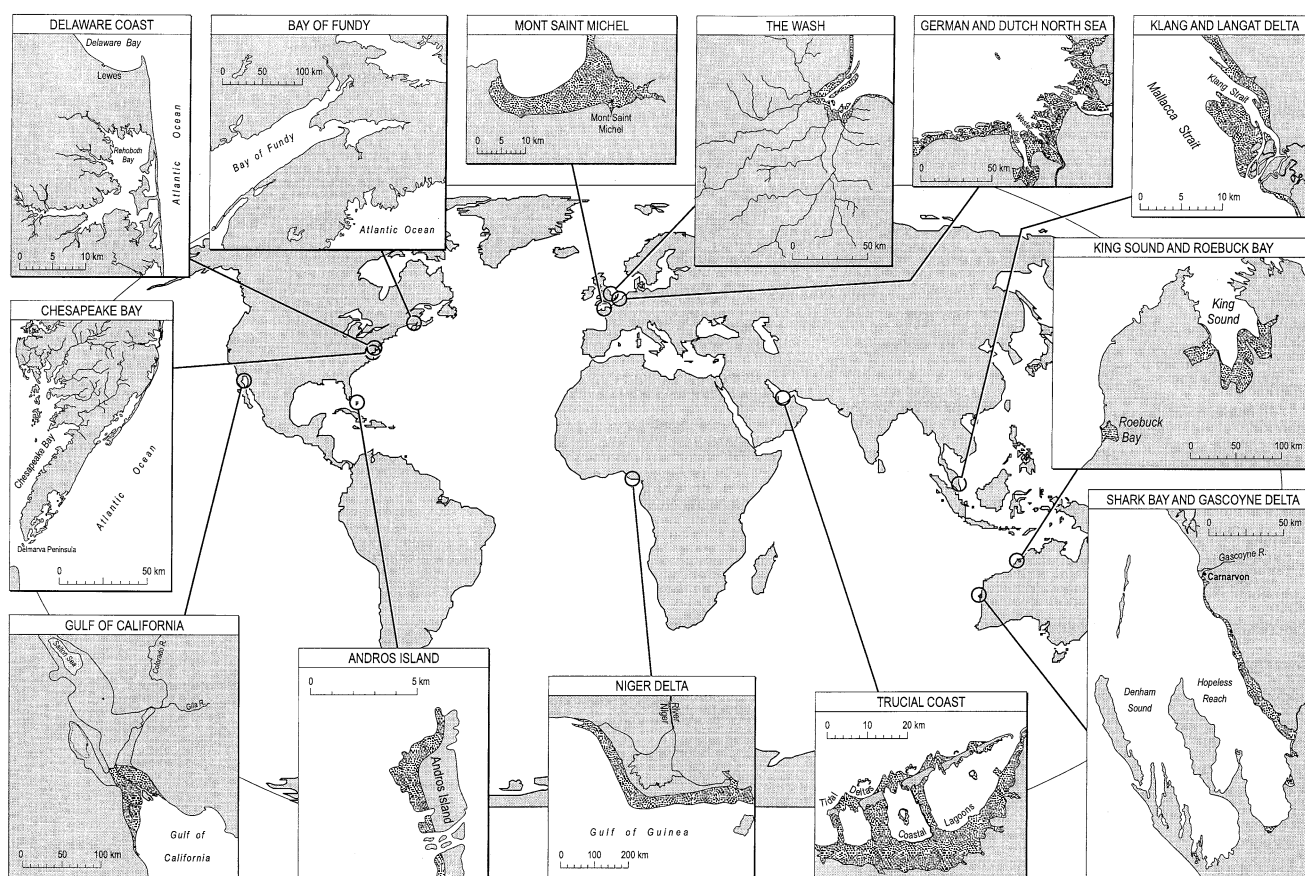 DELAWARE COAST
Delaware Bay
Lewes
Rehoboth
Bay
Atlantic Ocean
0 5 10 km
BAY OF FUNDY
0 50 100 km
Bay of Fundy
Atlantic Ocean
MONT SAINT MICHEL
Mont Saint
Michel
0 5 10 km
THE WASH
0 50 km
GERMAN AND DUTCH NORTH SEA
0 50 km
KLANG AND LANGAT DELTA
Klang Strait
Mallacca Strait
0 5 10 km
KING SOUND AND ROEBUCK BAY
King
Sound
Roebuck
Bay
0 50 100 km
CHESAPEAKE BAY
Chesapeake Bay
Atlantic Ocean
Delmarva Peninsula
0 50 km
SHARK BAY AND GASCOYNE DELTA
0 50 km
Gascoyne R.
Carnarvon
Denham
Sound
Hopeless
Reach
GULF OF CALIFORNIA
Salton Sea
Colorado R.
Gila R.
Gulf of
California
0 50 100 km
ANDROS ISLAND
0 5 km
Andros Island
NIGER DELTA
River
Niger
Gulf of Guinea
0 100 200 km
TRUCIAL COAST
0 10 20 km
Tidal Deltas
Coastal Lagoons